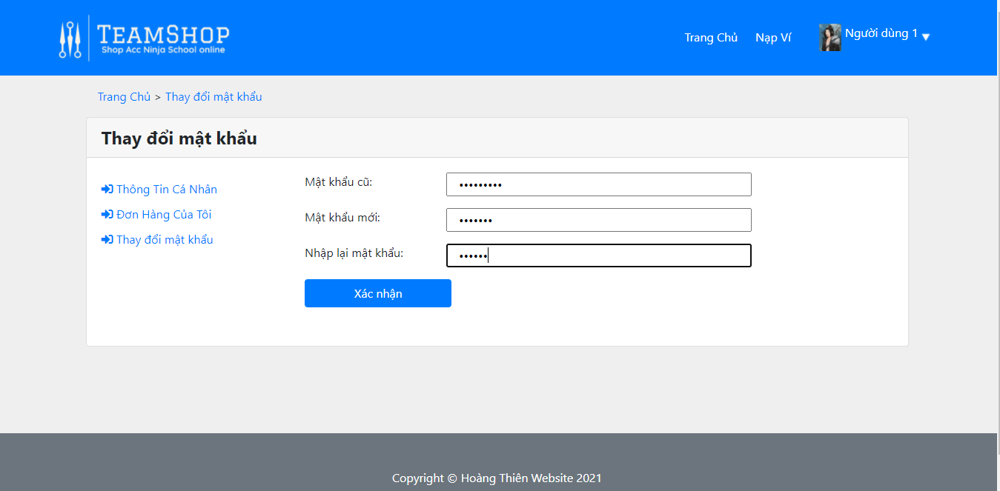 TEAMSHOP
Shop Acc Ninja School online
Trang Chủ Nạp Ví Người dùng 1 ▼
Trang Chủ > Thay đổi mật khẩu
Thay đổi mật khẩu
Thông Tin Cá Nhân
Đơn Hàng Của Tôi
Thay đổi mật khẩu
Mật khẩu cũ: •••••••••
Mật khẩu mới: •••••••
Nhập lại mật khẩu: ••••••
Xác nhận
Copyright © Hoàng Thiên Website 2021